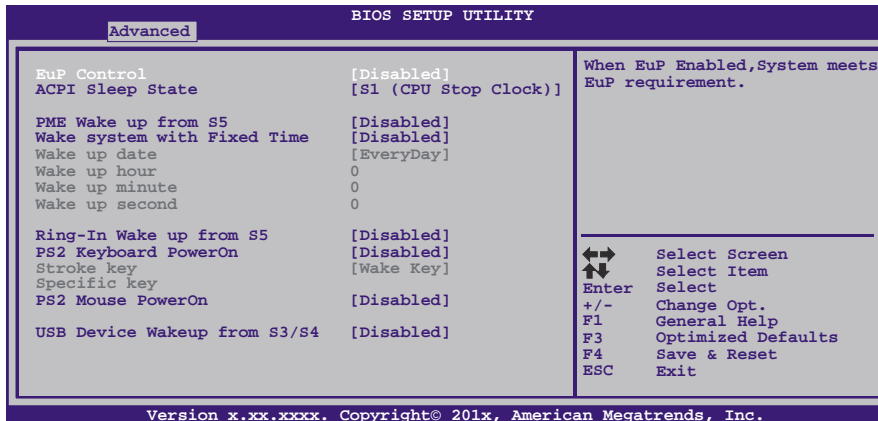 BIOS SETUP UTILITY
Advanced
EuP Control [Disabled]
ACPI Sleep State [S1 (CPU Stop Clock)]
PME Wake up from S5 [Disabled]
Wake system with Fixed Time [Disabled]
Wake up date [EveryDay]
Wake up hour 0
Wake up minute 0
Wake up second 0
Ring-In Wake up from S5 [Disabled]
PS2 Keyboard PowerOn [Disabled]
Stroke key [Wake Key]
Specific key
PS2 Mouse PowerOn [Disabled]
USB Device Wakeup from S3/S4 [Disabled]
When EuP Enabled,System meets
EuP requirement.
Select Screen
Select Item
Enter Select
+/- Change Opt.
F1 General Help
F3 Optimized Defaults
F4 Save & Reset
ESC Exit
Version x.xx.xxxx. Copyright© 201x, American Megatrends, Inc.